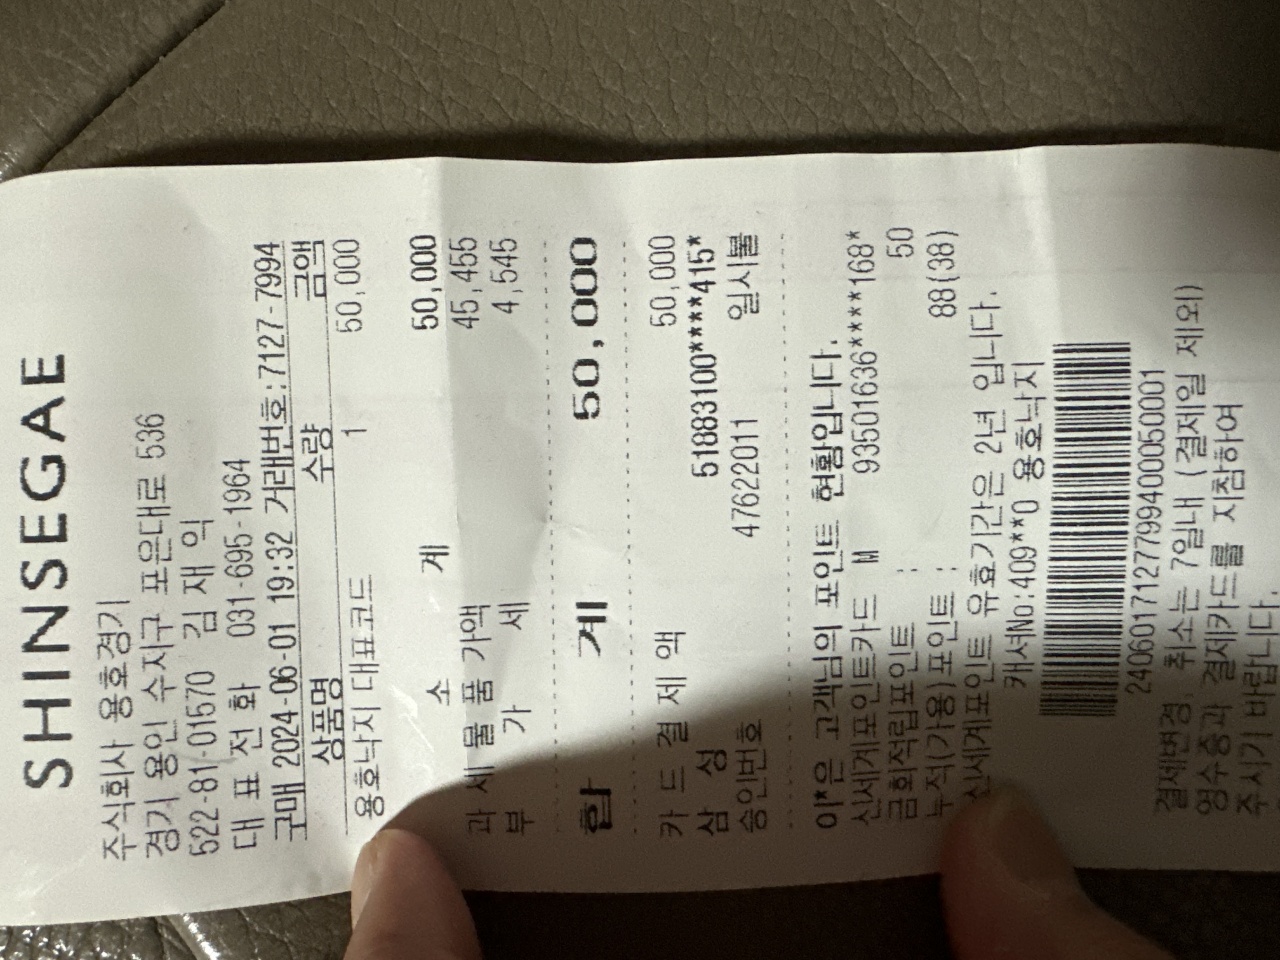 SHINSEGAE
주식회사 용호경기
경기 용인 수지구 포은대로 536
522-81-01570 김 재 익
대 표 전 화 031-695-1964
구매 2024-06-01 19:32 거래번호:7127-7994
상품명 수량 금액
용호낙지 대표코드 1 50,000
소 계 50,000
과 세 물 품 가액 45,455
부 가 세 4,545
합 계 50,000
카 드 결 제 액 50,000
삼 성 51883100****415*
승인번호 47622011 일시불
이*은 고객님의 포인트 현황입니다.
신세계포인트카드 M 93501636****168*
금회적립포인트 : 50
누적(가용)포인트 : 88(38)
신세계포인트 유효기간은 2년 입니다.
캐셔No:409**0 용호낙지
2406017127799400050001
결제변경, 취소는 7일내 (결제일 제외)
영수증과 결제카드를 지참하여
주시기 바랍니다.